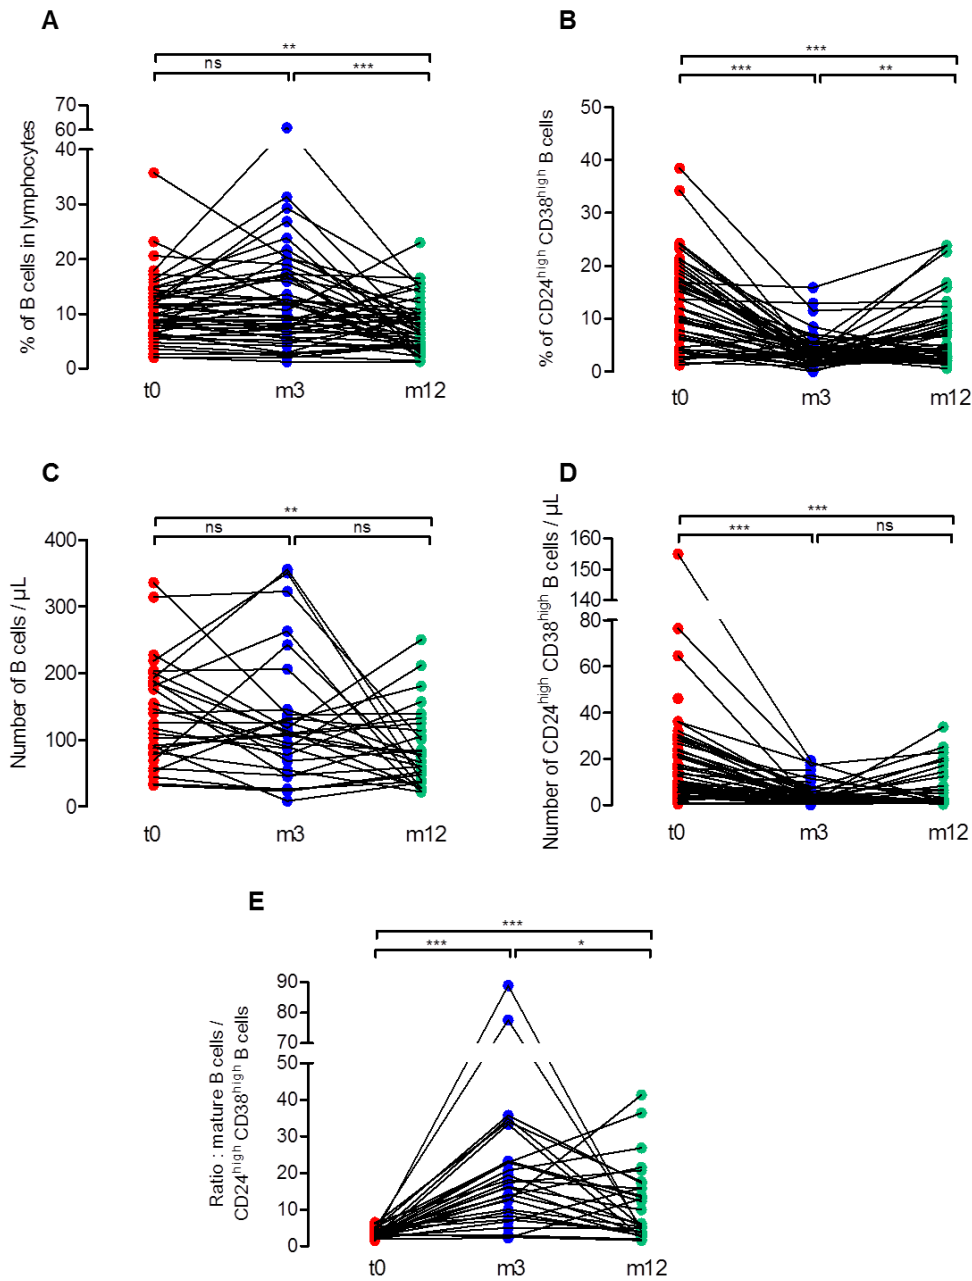 A
**
ns
***
% of B cells in lymphocytes
70
60
40
30
20
10
0
t0
m3
m12
B
***
***
**
% of CD24high CD38high B cells
50
40
30
20
10
0
t0
m3
m12
C
**
ns
ns
Number of B cells / µL
400
300
200
100
0
t0
m3
m12
D
***
***
ns
Number of CD24high CD38high B cells / µL
160
150
140
80
60
40
20
0
t0
m3
m12
E
***
***
*
Ratio : mature B cells /
CD24high CD38high B cells
90
80
70
50
40
30
20
10
0
t0
m3
m12